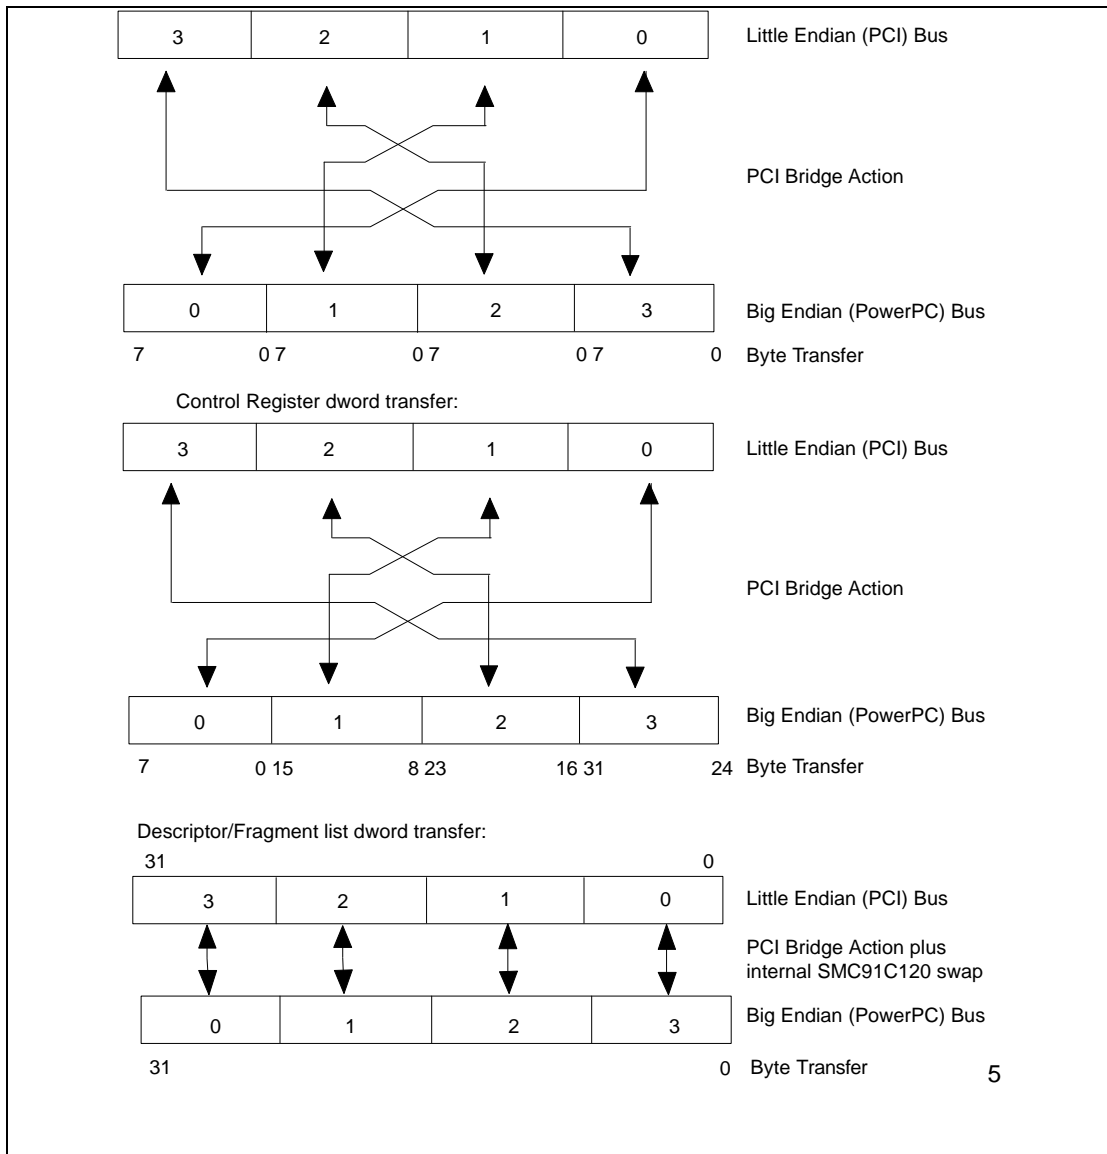 3 2 1 0 Little Endian (PCI) Bus
PCI Bridge Action
0 1 2 3 Big Endian (PowerPC) Bus
7 0 7 0 7 0 7 0 Byte Transfer
Control Register dword transfer:
3 2 1 0 Little Endian (PCI) Bus
PCI Bridge Action
0 1 2 3 Big Endian (PowerPC) Bus
7 0 15 8 23 16 31 24 Byte Transfer
Descriptor/Fragment list dword transfer:
31 0
3 2 1 0 Little Endian (PCI) Bus
PCI Bridge Action plus
internal SMC91C120 swap
0 1 2 3 Big Endian (PowerPC) Bus
31 0 Byte Transfer
5